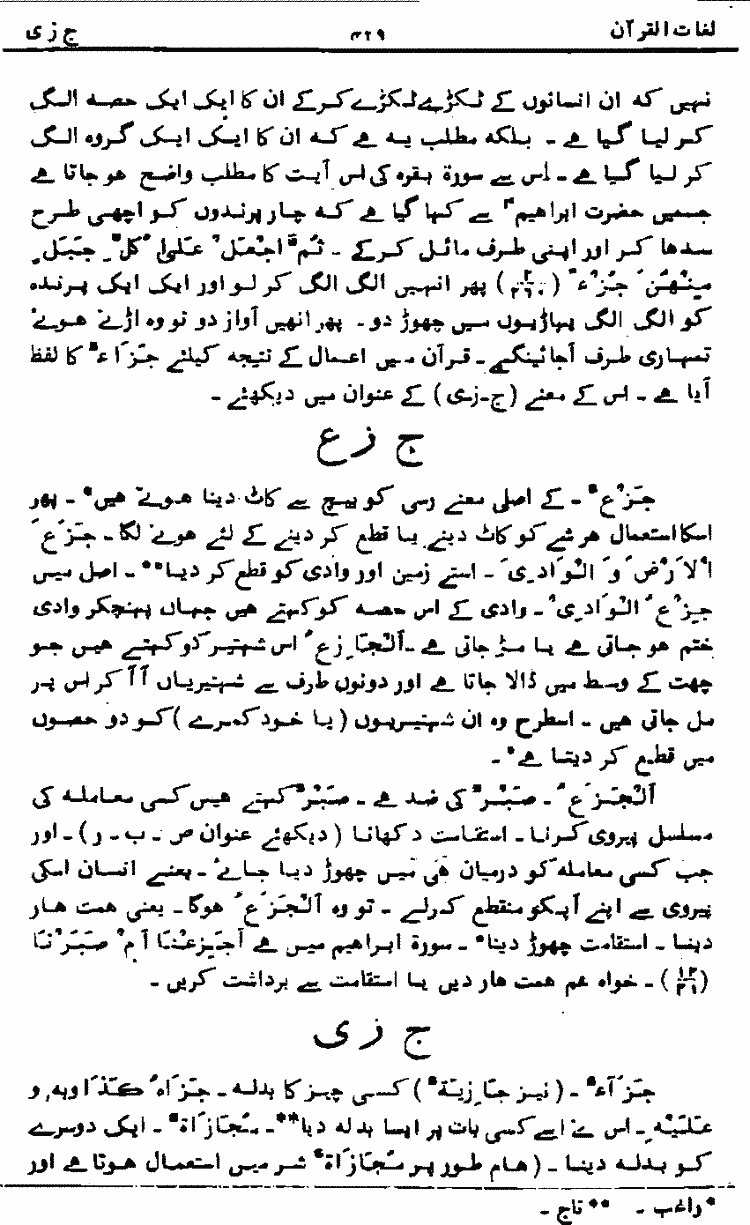 لغات القرآن ۴۲۹ ج ز ی
نہیں کہ ان انسانوں کے ٹکڑے ٹکڑے کرکے ان کا ایک ایک حصہ الگ
کر لیا گیا ہے ۔ بلکہ مطلب یہ ہے کہ ان کا ایک ایک گروہ الگ
کر لیا گیا ہے ۔ اس سے سورۃ بقرہ کی اس آیت کا مطلب واضح ہو جاتا ہے
جسمیں حضرت ابراھیمؑ سے کہا گیا ہے کہ چار پرندوں کو اچھی طرح
سدھا کر اور اپنی طرف مائل کرکے ۔ ثُمَّ اجْعَلْ عَلیٰ کُلِّ جَبَلٍ
مِنْھُنَّ جُزْءً (۲/۲۶۰) پھر انہیں الگ الگ کر لو اور ایک ایک پرندہ
کو الگ الگ پہاڑیوں میں چھوڑ دو ۔ پھر انھیں آواز دو تو وہ اڑتے ہوئے
تمہاری طرف آجائینگے ۔ قرآن میں اعمال کے نتیجہ کیلئے جَزَاءٌ کا لفظ
آیا ہے ۔ اس کے معنے (ج ۔ ز ۔ ی) کے عنوان میں دیکھئے ۔
ج ز ع
جَزْعٌ ۔ کے اصلی معنے رسی کو بیچ سے کاٹ دینا ہوتے ہیں* ۔ پھر
اسکا استعمال ہر شے کو کاٹ دینے یا قطع کر دینے کے لئے ہونے لگا ۔ جَزَعَ
الْاَرْضَ وَ الْوَادِیَ ۔ اسنے زمین اور وادی کو قطع کر دیا** ۔ اصل میں
جِزْعُ الْوَادِیْ ۔ وادی کے اس حصہ کو کہتے ہیں جہاں پہنچکر وادی
ختم ہو جاتی ہے یا مڑ جاتی ہے ۔ اَلْجَازِعُ اس شہتیر کو کہتے ہیں جو
چھت کے وسط میں ڈالا جاتا ہے اور دونوں طرف سے شہتیریاں آ آ کر اس پر
مل جاتی ہیں ۔ اسطرح وہ ان شہتیریوں (یا خود کمرے) کو دو حصوں
میں قطع کر دیتا ہے* ۔
اَلْجَزَعُ ۔ صَبْرٌ کی ضد ہے ۔ صَبْرٌ کہتے ہیں کسی معاملہ کی
مسلسل پیروی کرنا ۔ استقامت دکھانا (دیکھئے عنوان ص ۔ ب ۔ ر) ۔ اور
جب کسی معاملہ کو درمیان ھی میں چھوڑ دیا جائے ۔ یعنے انسان اسکی
پیروی سے اپنے آپکو منقطع کرلے ۔ تو وہ اَلْجَزَعُ ہوگا ۔ یعنی ہمت ہار
دینا ۔ استقامت چھوڑ دینا* ۔ سورۃ ابراھیم میں ہے اَجَزِعْنَا اَمْ صَبَرْنَا
(۱۴/۲۱) ۔ خواہ ہم ہمت ہار دیں یا استقامت سے برداشت کریں ۔
ج ز ی
جَزَآءٌ ۔ (نیز جَازِیَۃٌ) کسی چیز کا بدلہ ۔ جَزَاہُ کَذَا وبہٖ و
عَلَیْہِ ۔ اس نے اسے کسی بات پر ایسا بدلہ دیا** ۔ مُجَازَاۃٌ ۔ ایک دوسرے
کو بدلہ دینا ۔ (عام طور پر مُجَازَاۃٌ شر میں استعمال ہوتا ہے اور
*راغب ۔ **تاج ۔